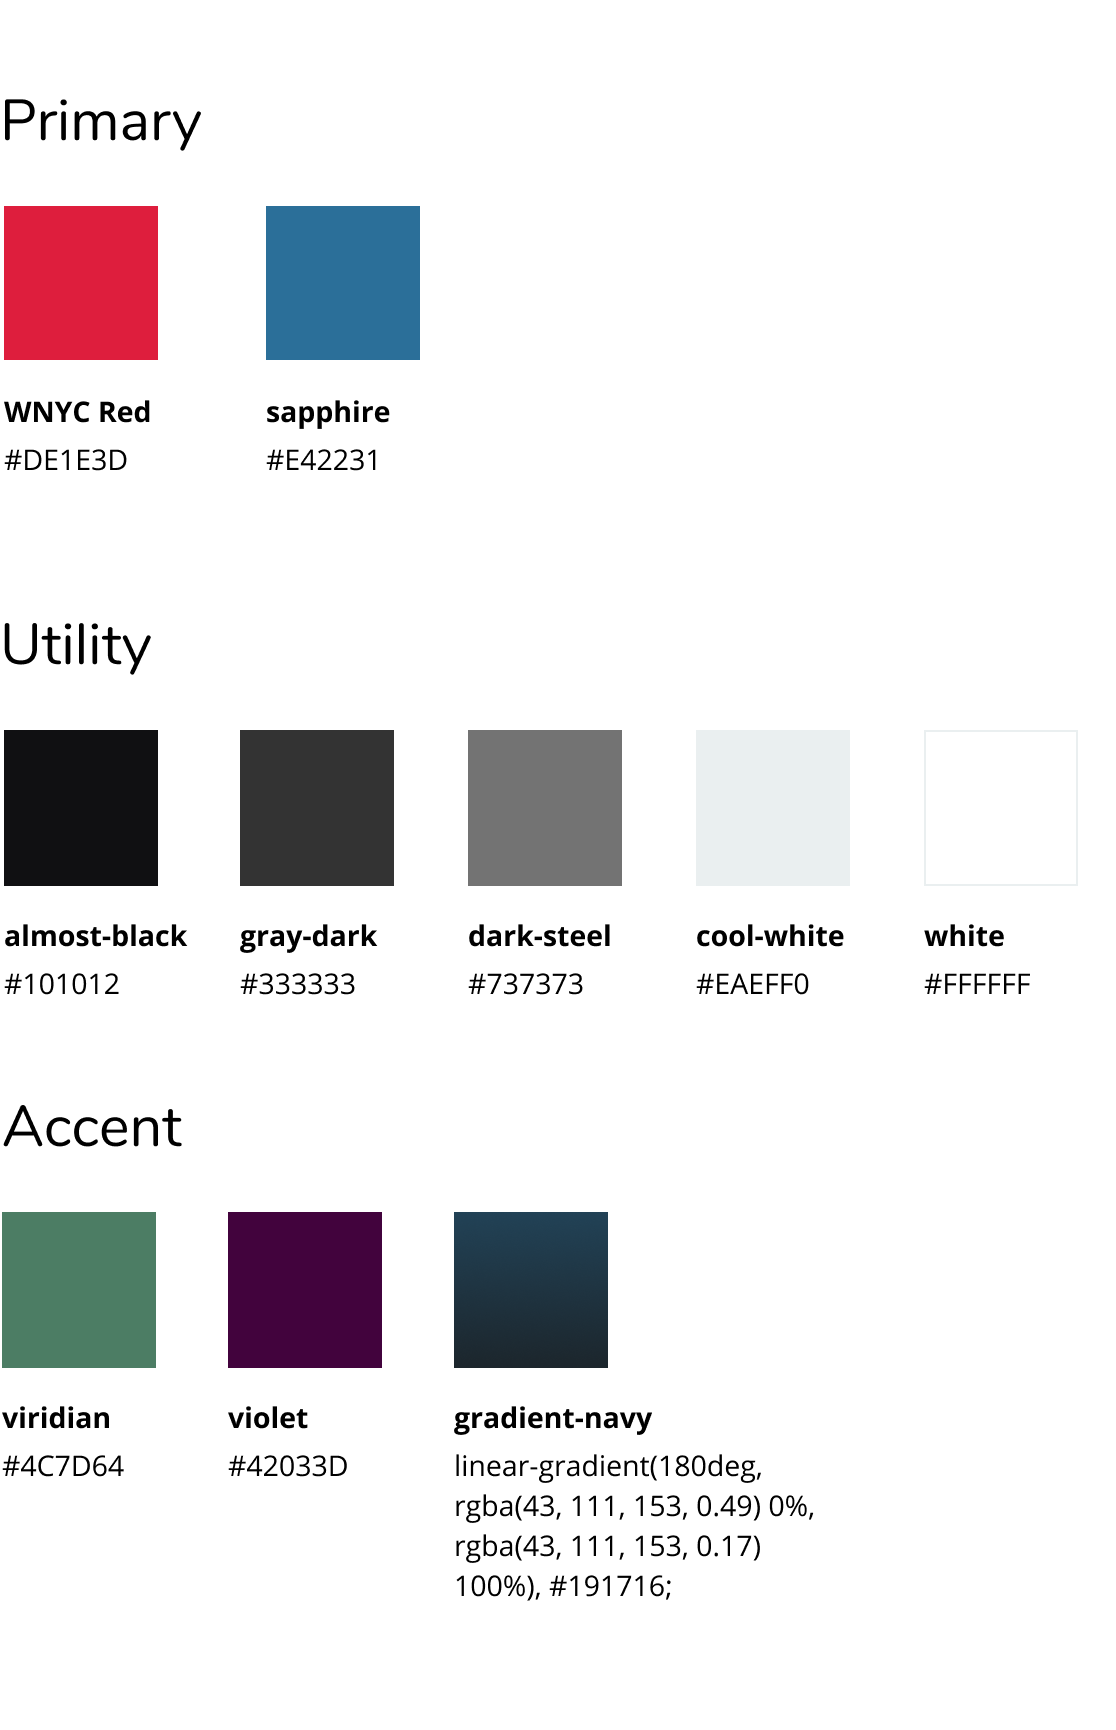 Primary
WNYC Red
sapphire
#DE1E3D
#E42231
Utility
almost-black
gray-dark
dark-steel
cool-white
white
#101012
#333333
#737373
#EAEFF0
#FFFFFF
Accent
viridian
violet
gradient-navy
#4C7D64
#42033D
linear-gradient(180deg,
rgba(43, 111, 153, 0.49) 0%,
rgba(43, 111, 153, 0.17)
100%), #191716;